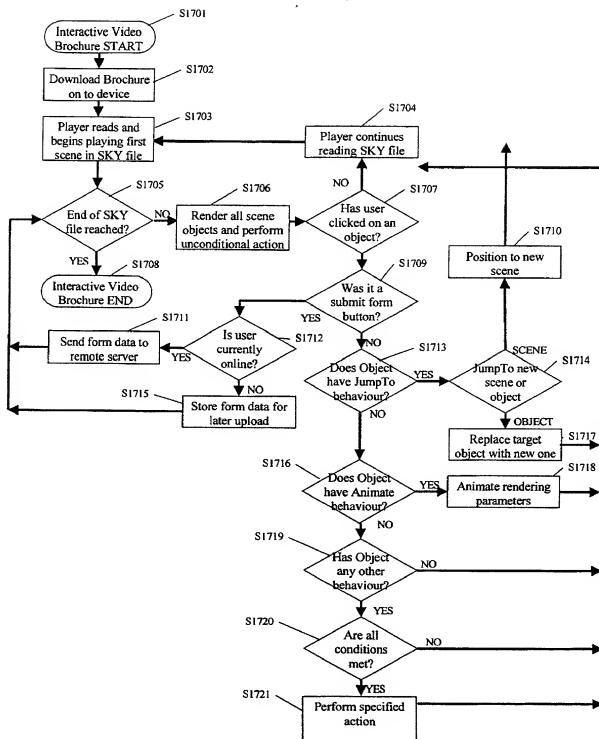 S1701
Interactive Video
Brochure START
S1702
Download Brochure
on to device
S1703
Player reads and
begins playing first
scene in SKY file
S1704
Player continues
reading SKY file
NO
S1705
End of SKY
file reached?
NO
YES
S1706
Render all scene
objects and perform
unconditional action
S1707
Has user
clicked on an
object?
S1708
Interactive Video
Brochure END
S1709
Was it a
submit form
button?
YES
NO
S1710
Position to new
scene
S1711
Send form data to
remote server
S1712
Is user
currently
online?
YES
NO
S1713
Does Object
have JumpTo
behaviour?
YES
NO
SCENE
S1714
JumpTo new
scene or
object
OBJECT
S1715
Store form data for
later upload
S1717
Replace target
object with new one
S1716
Does Object
have Animate
behaviour?
YES
NO
S1718
Animate rendering
parameters
S1719
Has Object
any other
behaviour?
NO
YES
S1720
Are all
conditions
met?
NO
YES
S1721
Perform specified
action